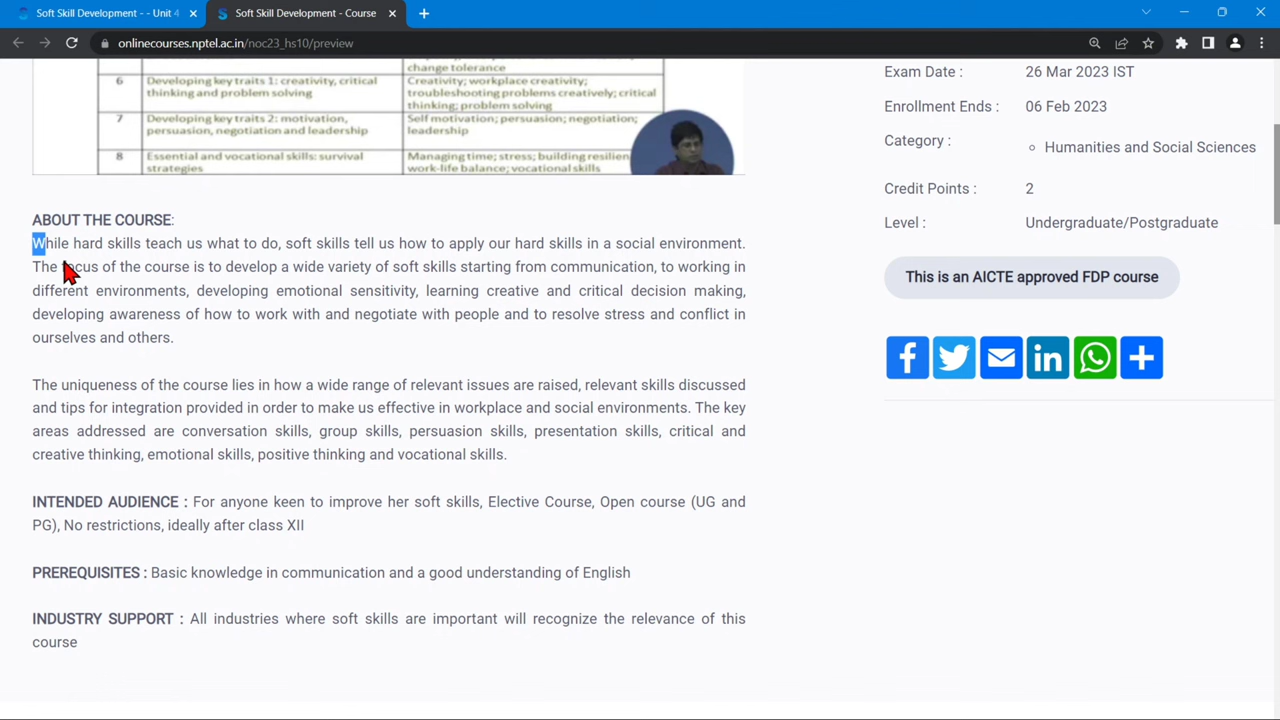 Soft Skill Development - - Unit 4
Soft Skill Development - Course
onlinecourses.nptel.ac.in/noc23_hs10/preview
change tolerance
6 Developing key traits 1: creativity, critical thinking and problem solving
Creativity; workplace creativity; troubleshooting problems creatively; critical thinking; problem solving
7 Developing key traits 2: motivation, persuasion, negotiation and leadership
Self motivation; persuasion; negotiation; leadership
8 Essential and vocational skills: survival strategies
Managing time; stress; building
work-life balance; vocational skills
ABOUT THE COURSE:
While hard skills teach us what to do, soft skills tell us how to apply our hard skills in a social environment.
The focus of the course is to develop a wide variety of soft skills starting from communication, to working in
different environments, developing emotional sensitivity, learning creative and critical decision making,
developing awareness of how to work with and negotiate with people and to resolve stress and conflict in
ourselves and others.
The uniqueness of the course lies in how a wide range of relevant issues are raised, relevant skills discussed
and tips for integration provided in order to make us effective in workplace and social environments. The key
areas addressed are conversation skills, group skills, persuasion skills, presentation skills, critical and
creative thinking, emotional skills, positive thinking and vocational skills.
INTENDED AUDIENCE : For anyone keen to improve her soft skills, Elective Course, Open course (UG and
PG), No restrictions, ideally after class XII
PREREQUISITES : Basic knowledge in communication and a good understanding of English
INDUSTRY SUPPORT : All industries where soft skills are important will recognize the relevance of this
course
Exam Date : 26 Mar 2023 IST
Enrollment Ends : 06 Feb 2023
Category :
Humanities and Social Sciences
Credit Points : 2
Level : Undergraduate/Postgraduate
This is an AICTE approved FDP course